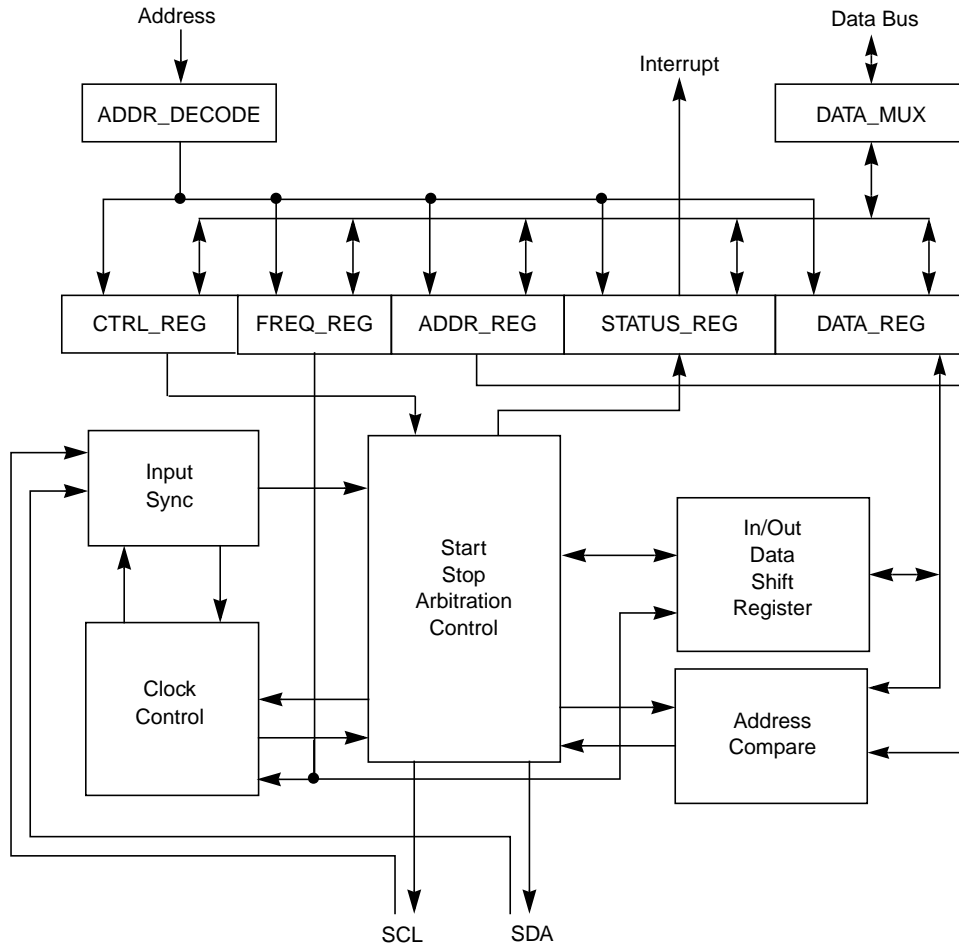 Address
Data Bus
Interrupt
ADDR_DECODE
DATA_MUX
CTRL_REG
FREQ_REG
ADDR_REG
STATUS_REG
DATA_REG
Input
Sync
Start
Stop
Arbitration
Control
In/Out
Data
Shift
Register
Clock
Control
Address
Compare
SCL
SDA